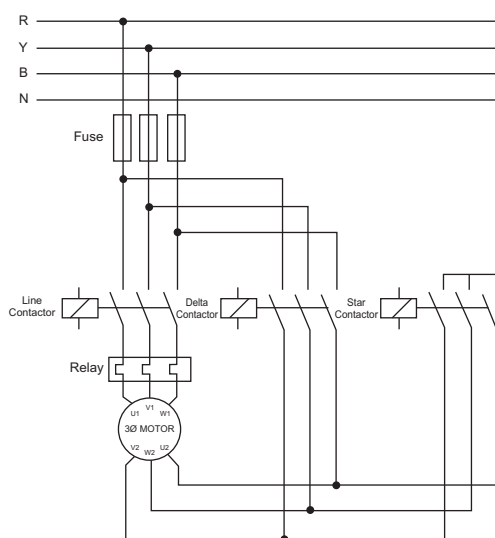 R
Y
B
N
Fuse
Line
Contactor
Delta
Contactor
Star
Contactor
Relay
U1 V1 W1
3Ø MOTOR
V2 W2 U2